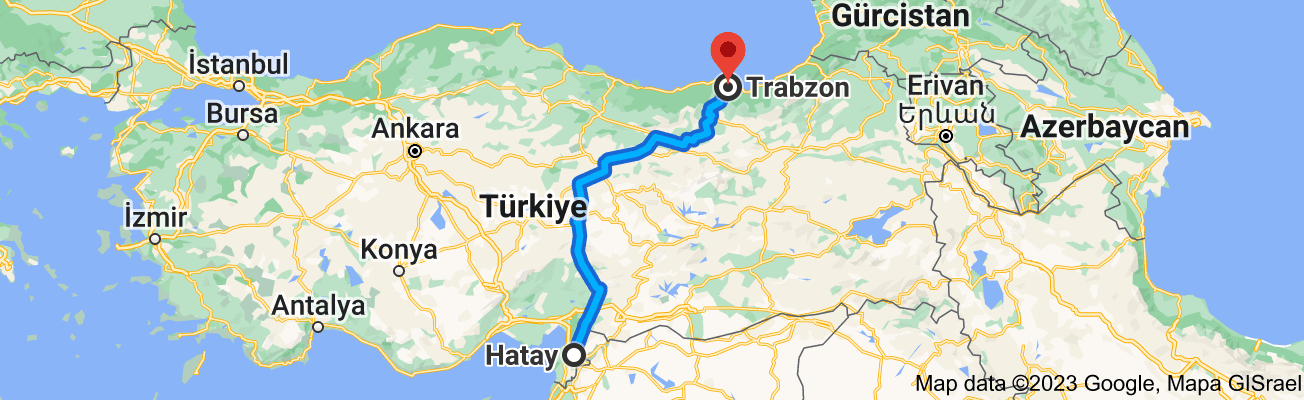 Gürcistan
İstanbul
Trabzon
Erivan
Երևան
Bursa
Ankara
Azerbaycan
Türkiye
İzmir
Konya
Antalya
Hatay
Map data ©2023 Google, Mapa GISrael